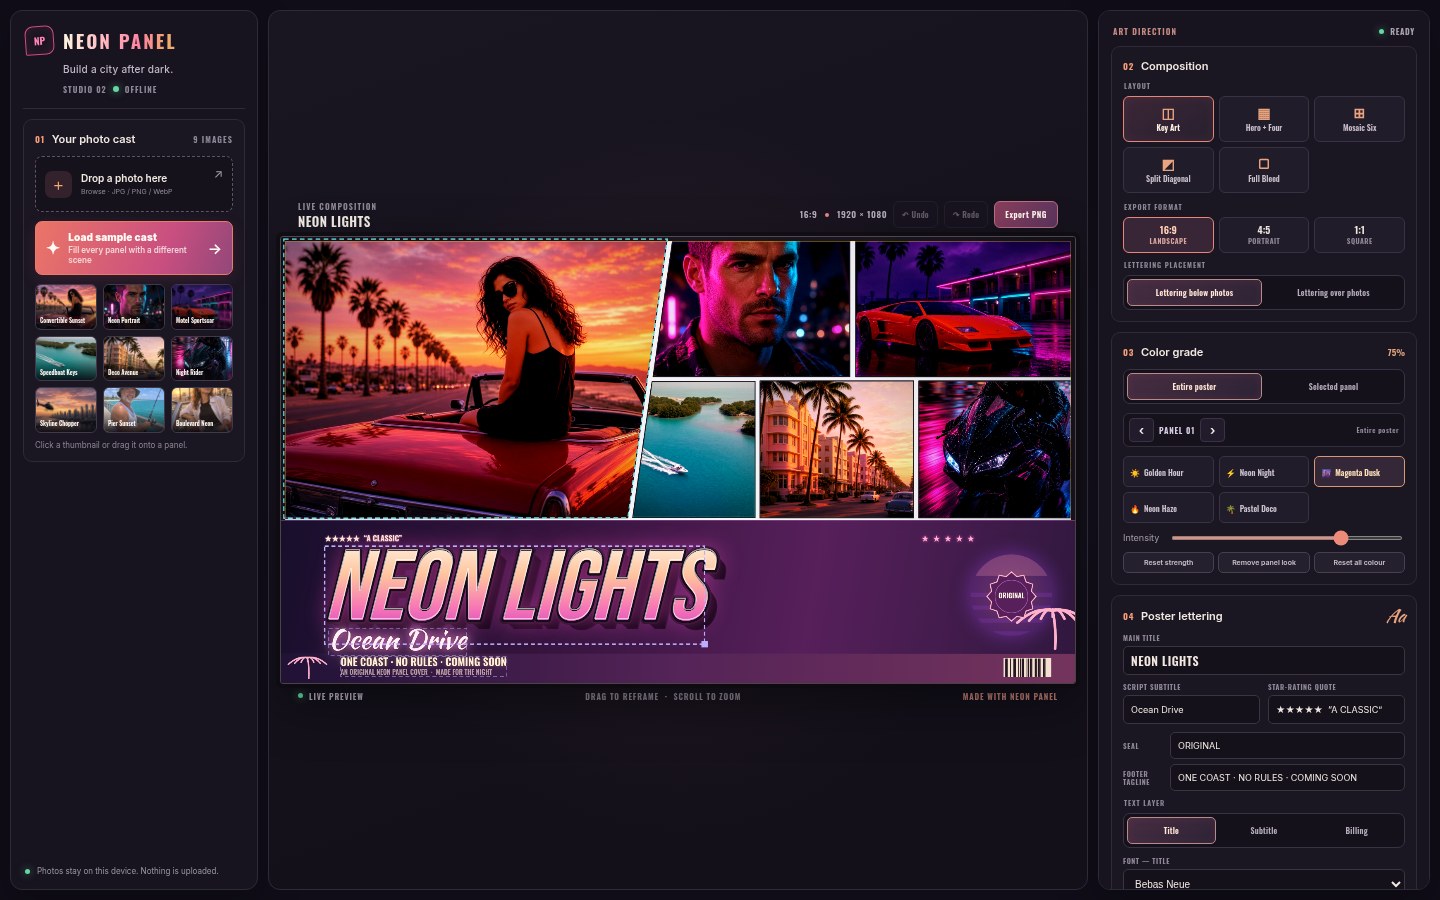 NP
NEON PANEL
Build a city after dark.
STUDIO 02 OFFLINE
01 Your photo cast 9 IMAGES
+ Drop a photo here
Browse · JPG / PNG / WebP
Load sample cast
Fill every panel with a different
scene
Convertible Sunset
Neon Portrait
Motel Sportscar
Speedboat Keys
Deco Avenue
Night Rider
Skyline Chopper
Pier Sunset
Boulevard Neon
Click a thumbnail or drag it onto a panel.
Photos stay on this device. Nothing is uploaded.
LIVE COMPOSITION
NEON LIGHTS
16:9 • 1920 × 1080
↶ Undo
↷ Redo
Export PNG
★★★★★ "A CLASSIC"
★ ★ ★ ★ ★
NEON LIGHTS
Ocean Drive
ORIGINAL
ONE COAST · NO RULES · COMING SOON
AN ORIGINAL NEON PANEL COVER · MADE FOR THE NIGHT
LIVE PREVIEW
DRAG TO REFRAME · SCROLL TO ZOOM
MADE WITH NEON PANEL
ART DIRECTION
READY
02 Composition
LAYOUT
Key Art
Hero + Four
Mosaic Six
Split Diagonal
Full Bleed
EXPORT FORMAT
16:9
LANDSCAPE
4:5
PORTRAIT
1:1
SQUARE
LETTERING PLACEMENT
Lettering below photos
Lettering over photos
03 Color grade 75%
Entire poster
Selected panel
‹ PANEL 01 › Entire poster
Golden Hour
Neon Night
Magenta Dusk
Neon Haze
Pastel Deco
Intensity
Reset strength
Remove panel look
Reset all colour
04 Poster lettering Aa
MAIN TITLE
NEON LIGHTS
SCRIPT SUBTITLE
Ocean Drive
STAR-RATING QUOTE
★★★★★ "A CLASSIC"
SEAL
ORIGINAL
FOOTER
TAGLINE
ONE COAST · NO RULES · COMING SOON
TEXT LAYER
Title
Subtitle
Billing
FONT — TITLE
Bebas Neue